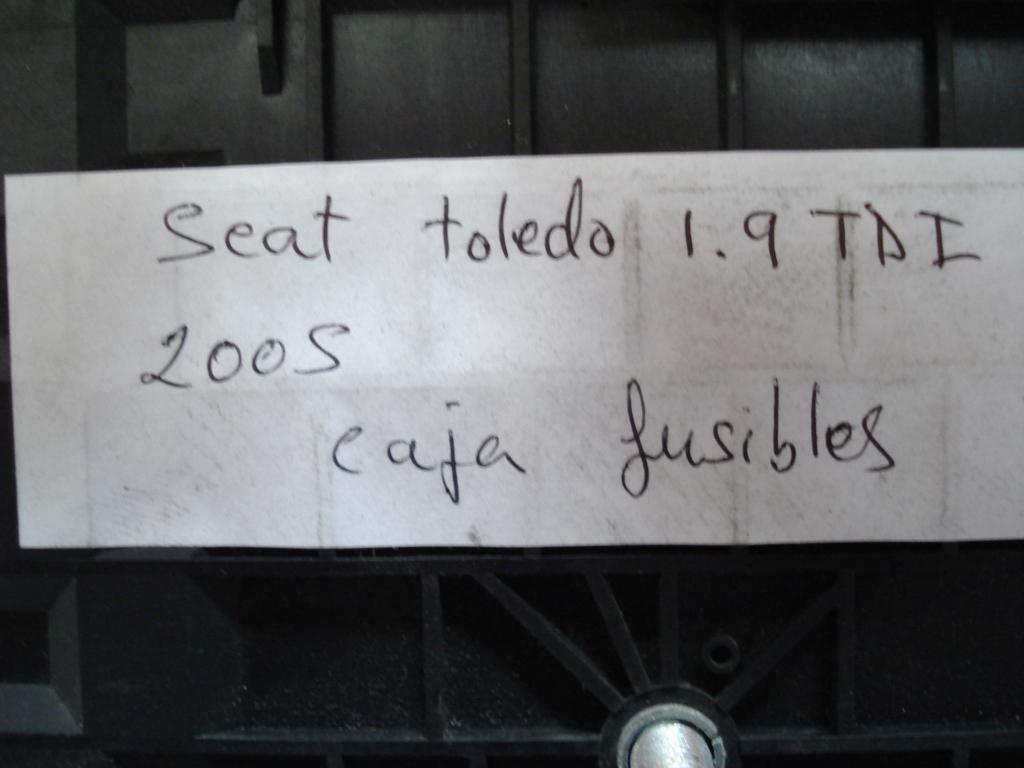 Seat toledo 1.9 TDI
2005
caja fusibles